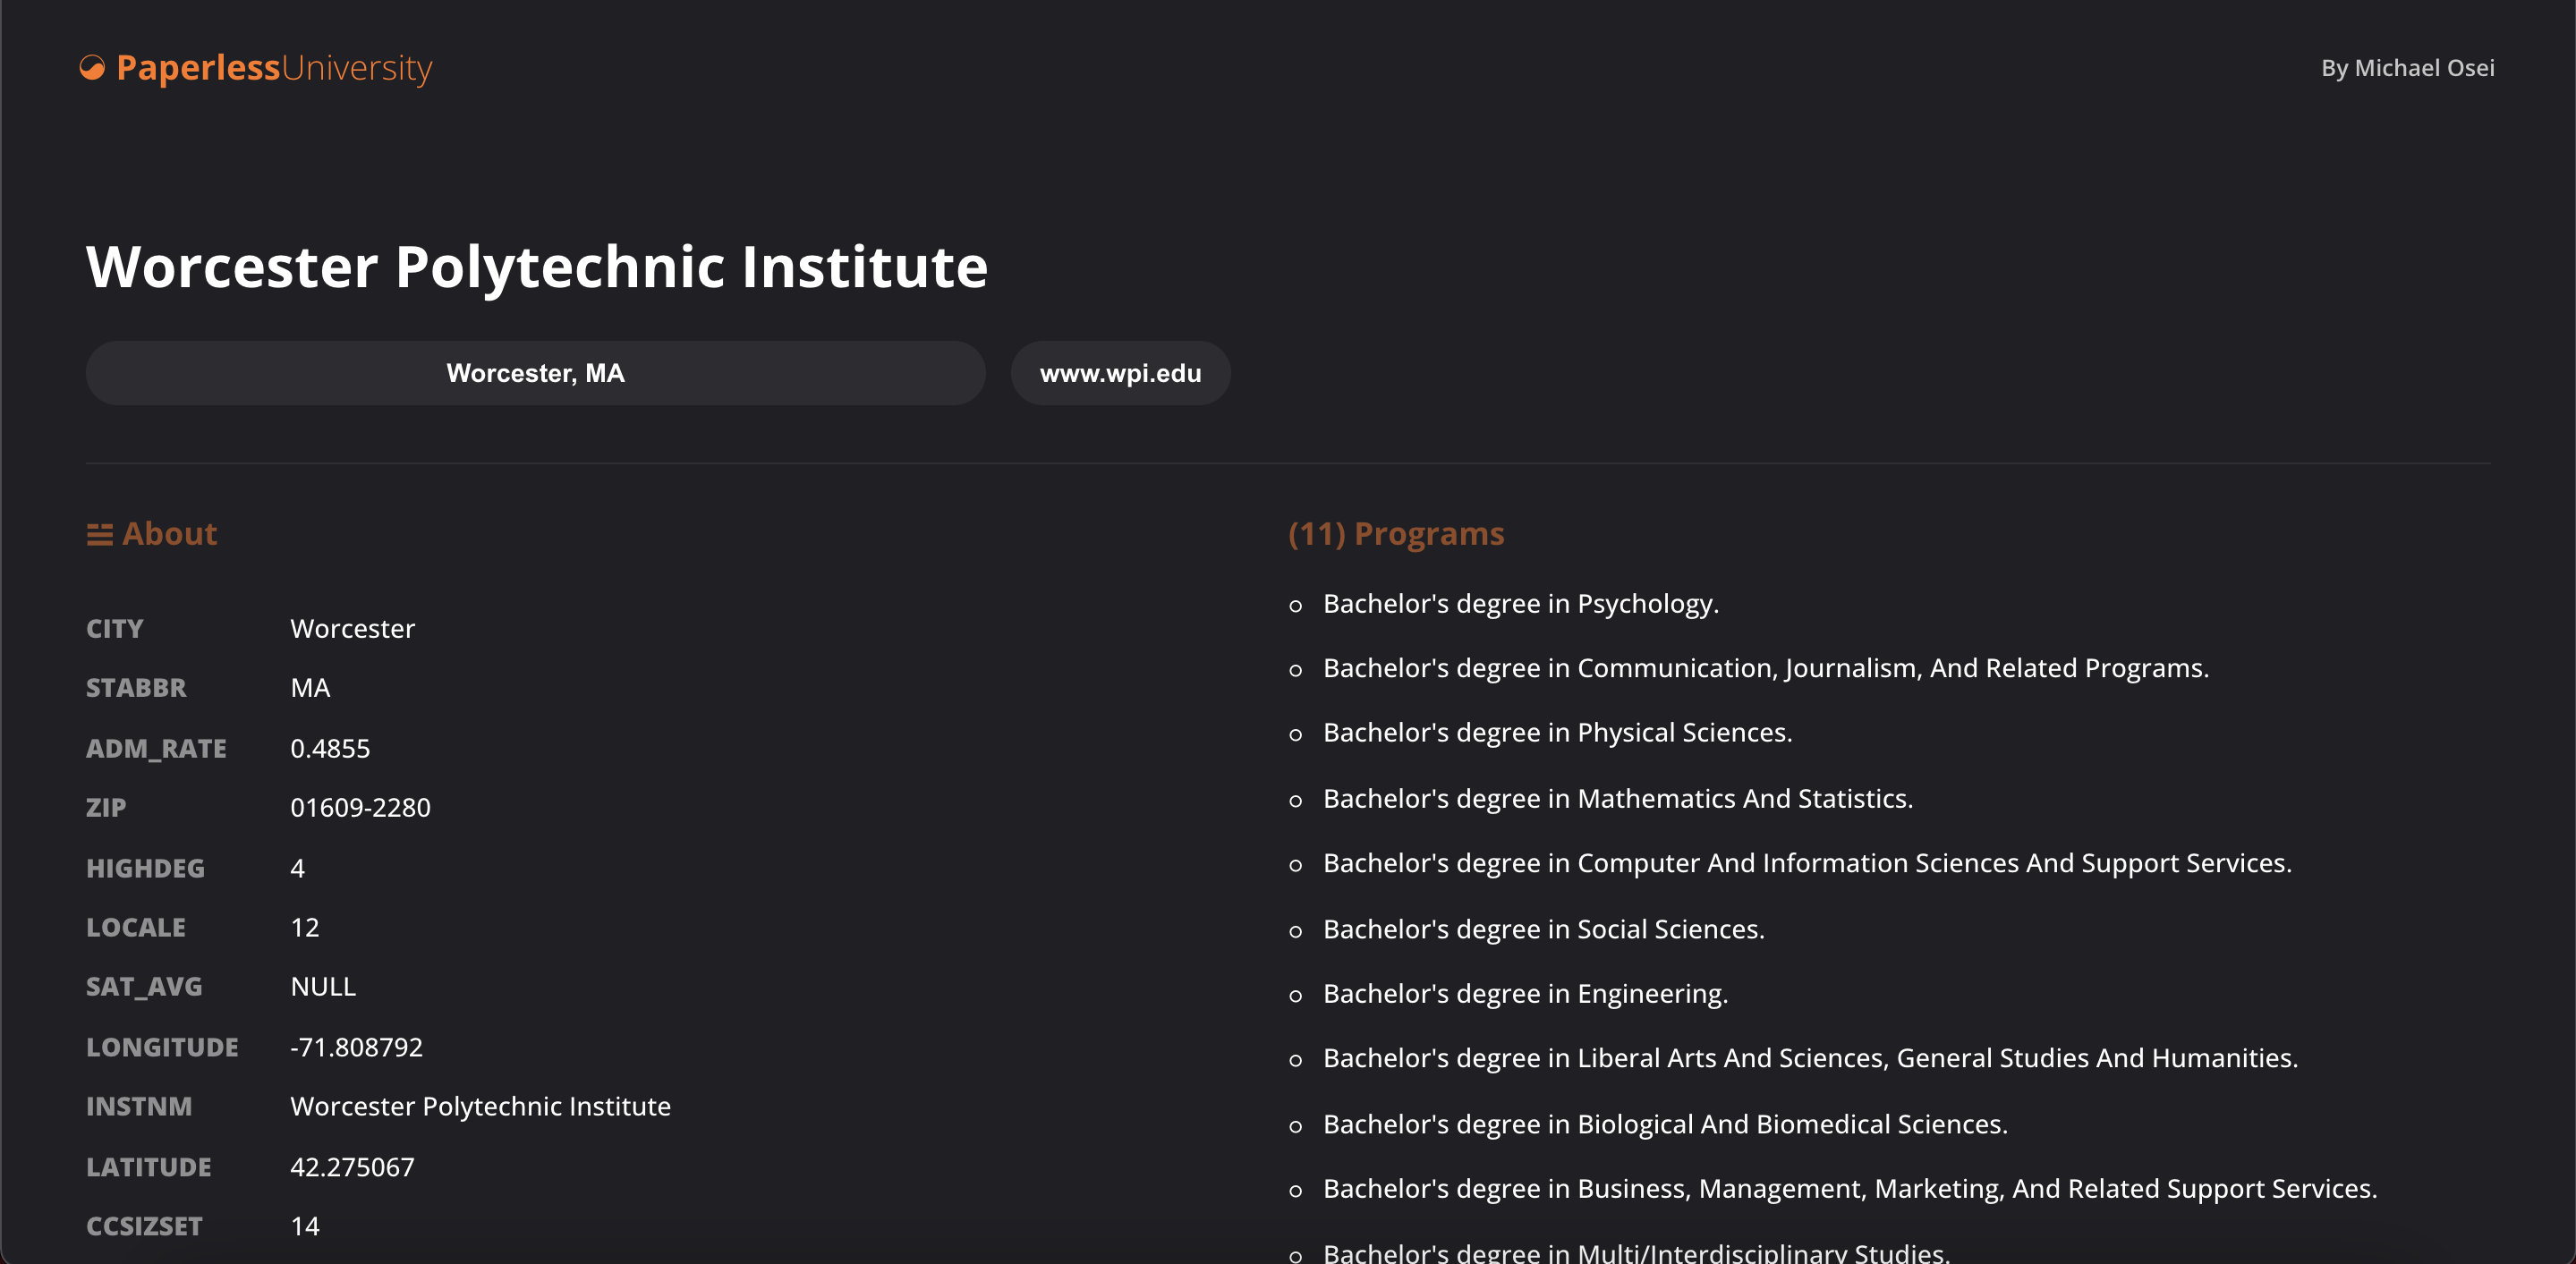 PaperlessUniversity
By Michael Osei
Worcester Polytechnic Institute
Worcester, MA
www.wpi.edu
About
CITY Worcester
STABBR MA
ADM_RATE 0.4855
ZIP 01609-2280
HIGHDEG 4
LOCALE 12
SAT_AVG NULL
LONGITUDE -71.808792
INSTNM Worcester Polytechnic Institute
LATITUDE 42.275067
CCSIZSET 14
(11) Programs
Bachelor's degree in Psychology.
Bachelor's degree in Communication, Journalism, And Related Programs.
Bachelor's degree in Physical Sciences.
Bachelor's degree in Mathematics And Statistics.
Bachelor's degree in Computer And Information Sciences And Support Services.
Bachelor's degree in Social Sciences.
Bachelor's degree in Engineering.
Bachelor's degree in Liberal Arts And Sciences, General Studies And Humanities.
Bachelor's degree in Biological And Biomedical Sciences.
Bachelor's degree in Business, Management, Marketing, And Related Support Services.
Bachelor's degree in Multi/Interdisciplinary Studies.